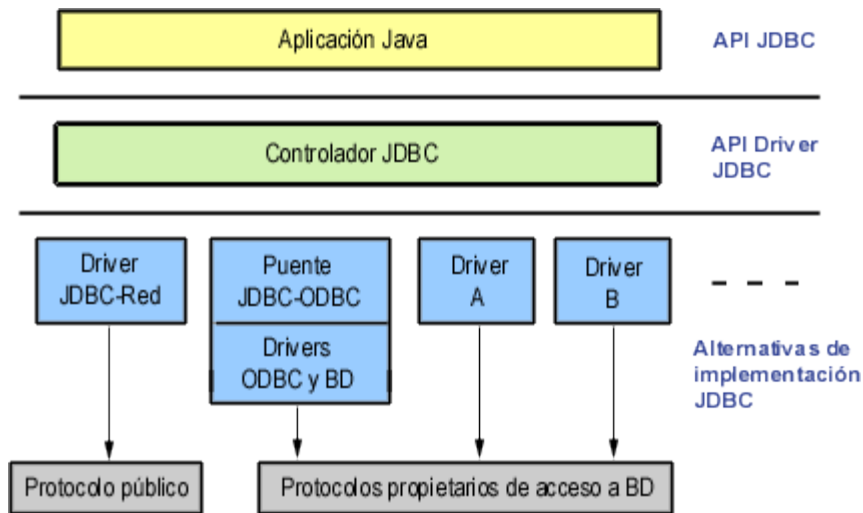 Aplicación Java
API JDBC
Controlador JDBC
API Driver
JDBC
Driver
JDBC-Red
Puente
JDBC-ODBC
Drivers
ODBC y BD
Driver
A
Driver
B
Alternativas de
implementación
JDBC
Protocolo público
Protocolos propietarios de acceso a BD